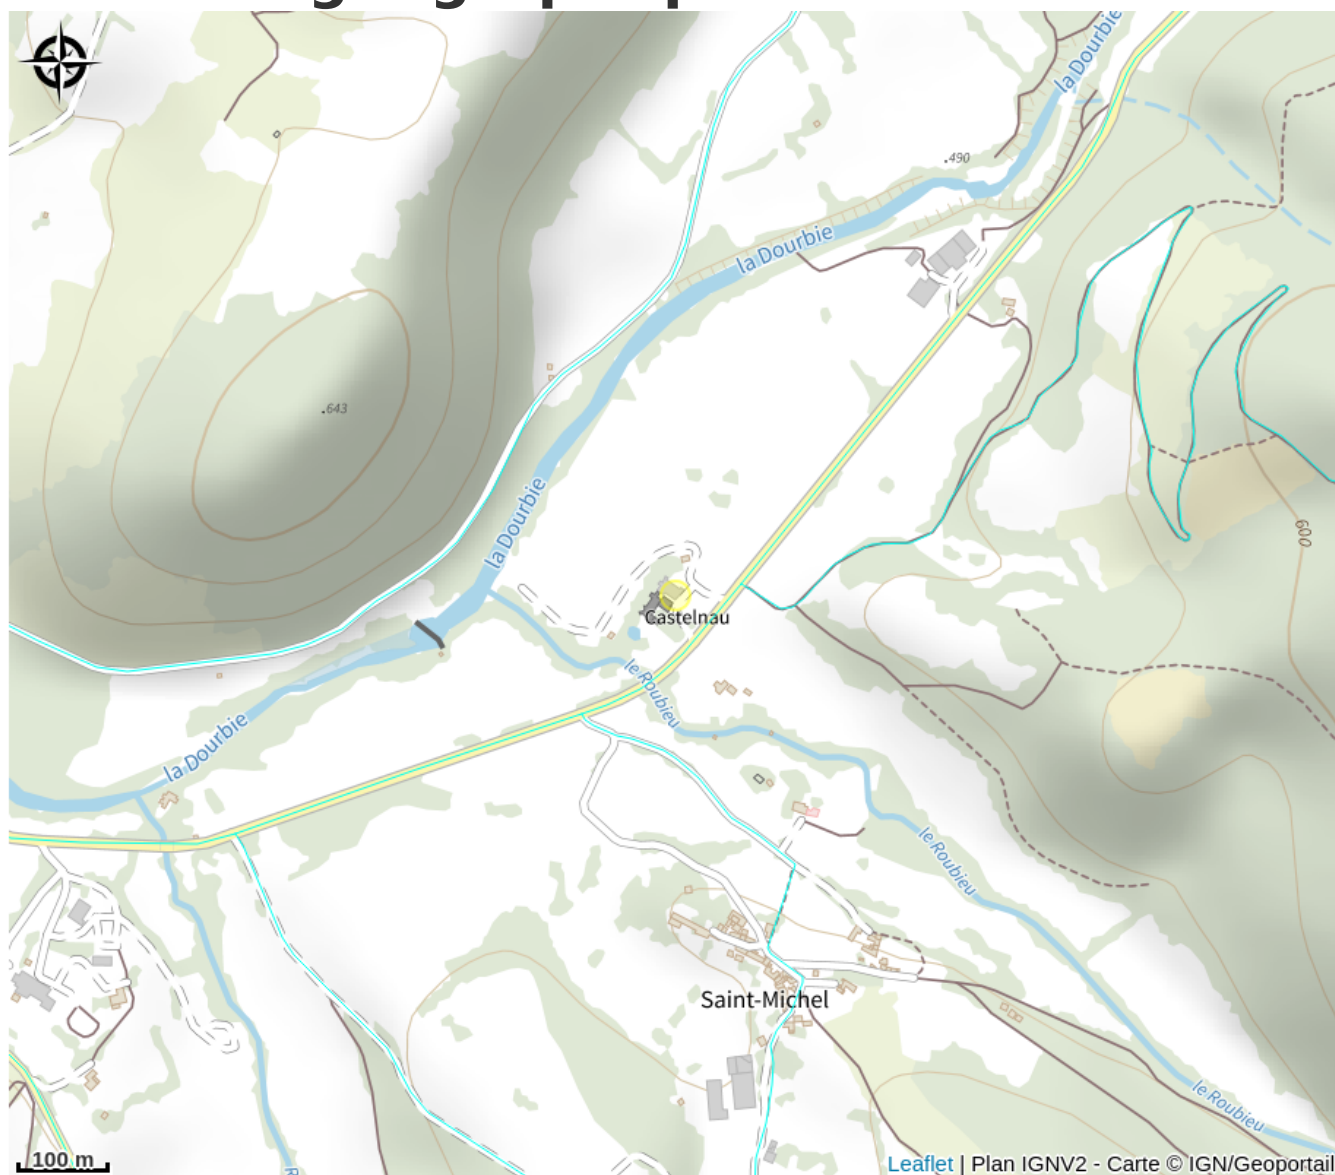 la Dourbie
.490
la Dourbie
.643
la Dourbie
600
Castelnau
le Roubieu
la Dourbie
le Roubieu
Saint-Michel
le Roubieu
100 m
Leaflet | Plan IGNV2 - Carte © IGN/Geoportail